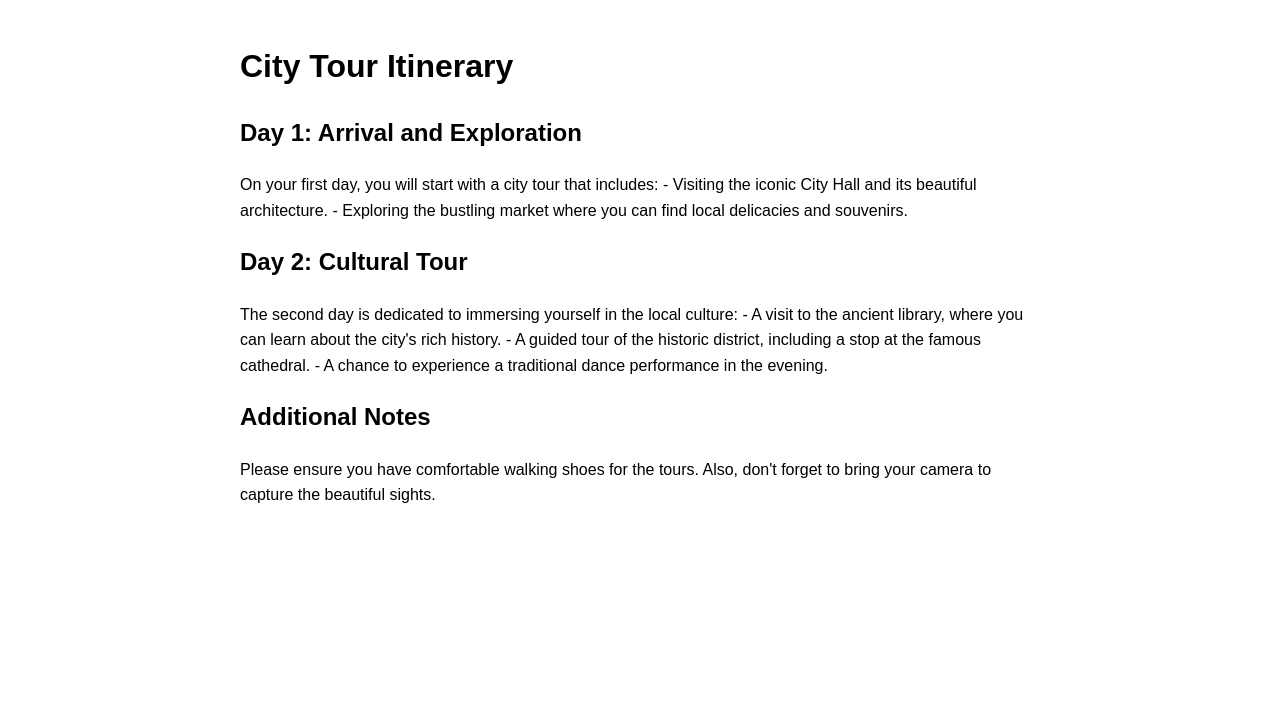 City Tour Itinerary
Day 1: Arrival and Exploration
On your first day, you will start with a city tour that includes: - Visiting the iconic City Hall and its beautiful
architecture. - Exploring the bustling market where you can find local delicacies and souvenirs.
Day 2: Cultural Tour
The second day is dedicated to immersing yourself in the local culture: - A visit to the ancient library, where you
can learn about the city's rich history. - A guided tour of the historic district, including a stop at the famous
cathedral. - A chance to experience a traditional dance performance in the evening.
Additional Notes
Please ensure you have comfortable walking shoes for the tours. Also, don't forget to bring your camera to
capture the beautiful sights.